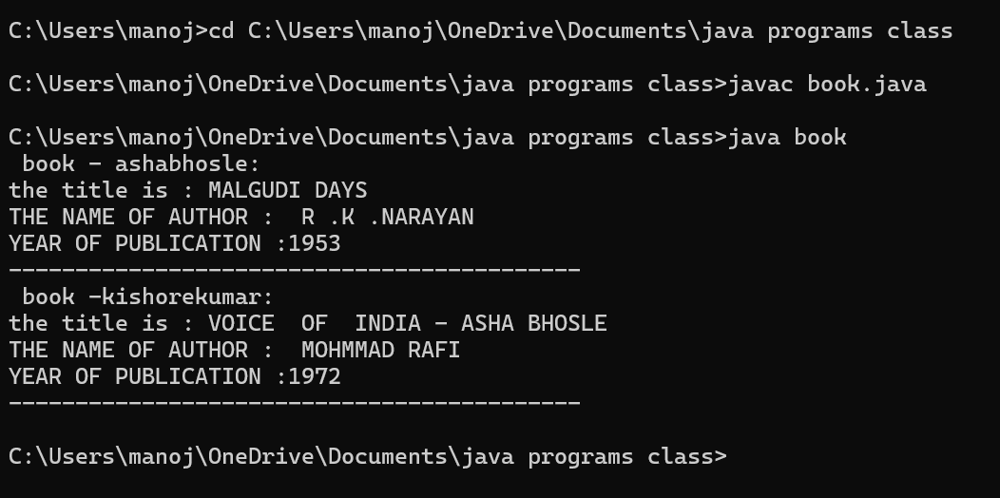 C:\Users\manoj>cd C:\Users\manoj\OneDrive\Documents\java programs class
C:\Users\manoj\OneDrive\Documents\java programs class>javac book.java
C:\Users\manoj\OneDrive\Documents\java programs class>java book
 book - ashabhosle:
the title is : MALGUDI DAYS
THE NAME OF AUTHOR :  R .K .NARAYAN
YEAR OF PUBLICATION :1953
-------------------------------------------
 book -kishorekumar:
the title is : VOICE  OF  INDIA - ASHA BHOSLE
THE NAME OF AUTHOR :  MOHMMAD RAFI
YEAR OF PUBLICATION :1972
-------------------------------------------
C:\Users\manoj\OneDrive\Documents\java programs class>